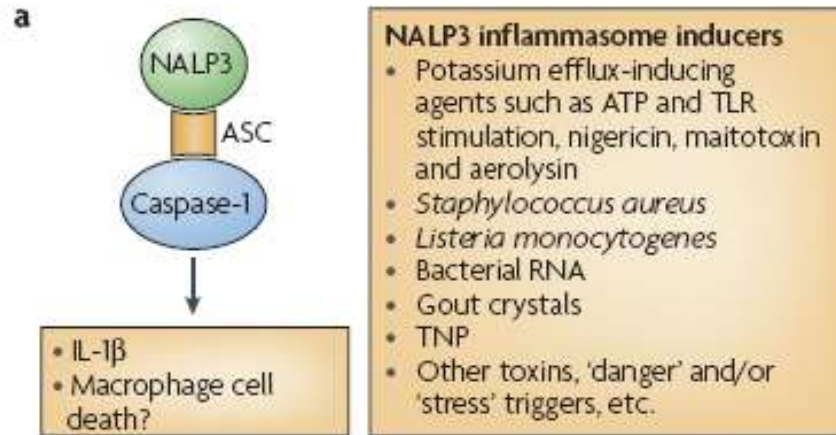 a
NALP3
ASC
Caspase-1
• IL-1β
• Macrophage cell
death?
NALP3 inflammasome inducers
• Potassium efflux-inducing
agents such as ATP and TLR
stimulation, nigericin, maitotoxin
and aerolysin
• Staphylococcus aureus
• Listeria monocytogenes
• Bacterial RNA
• Gout crystals
• TNP
• Other toxins, ‘danger’ and/or
‘stress’ triggers, etc.